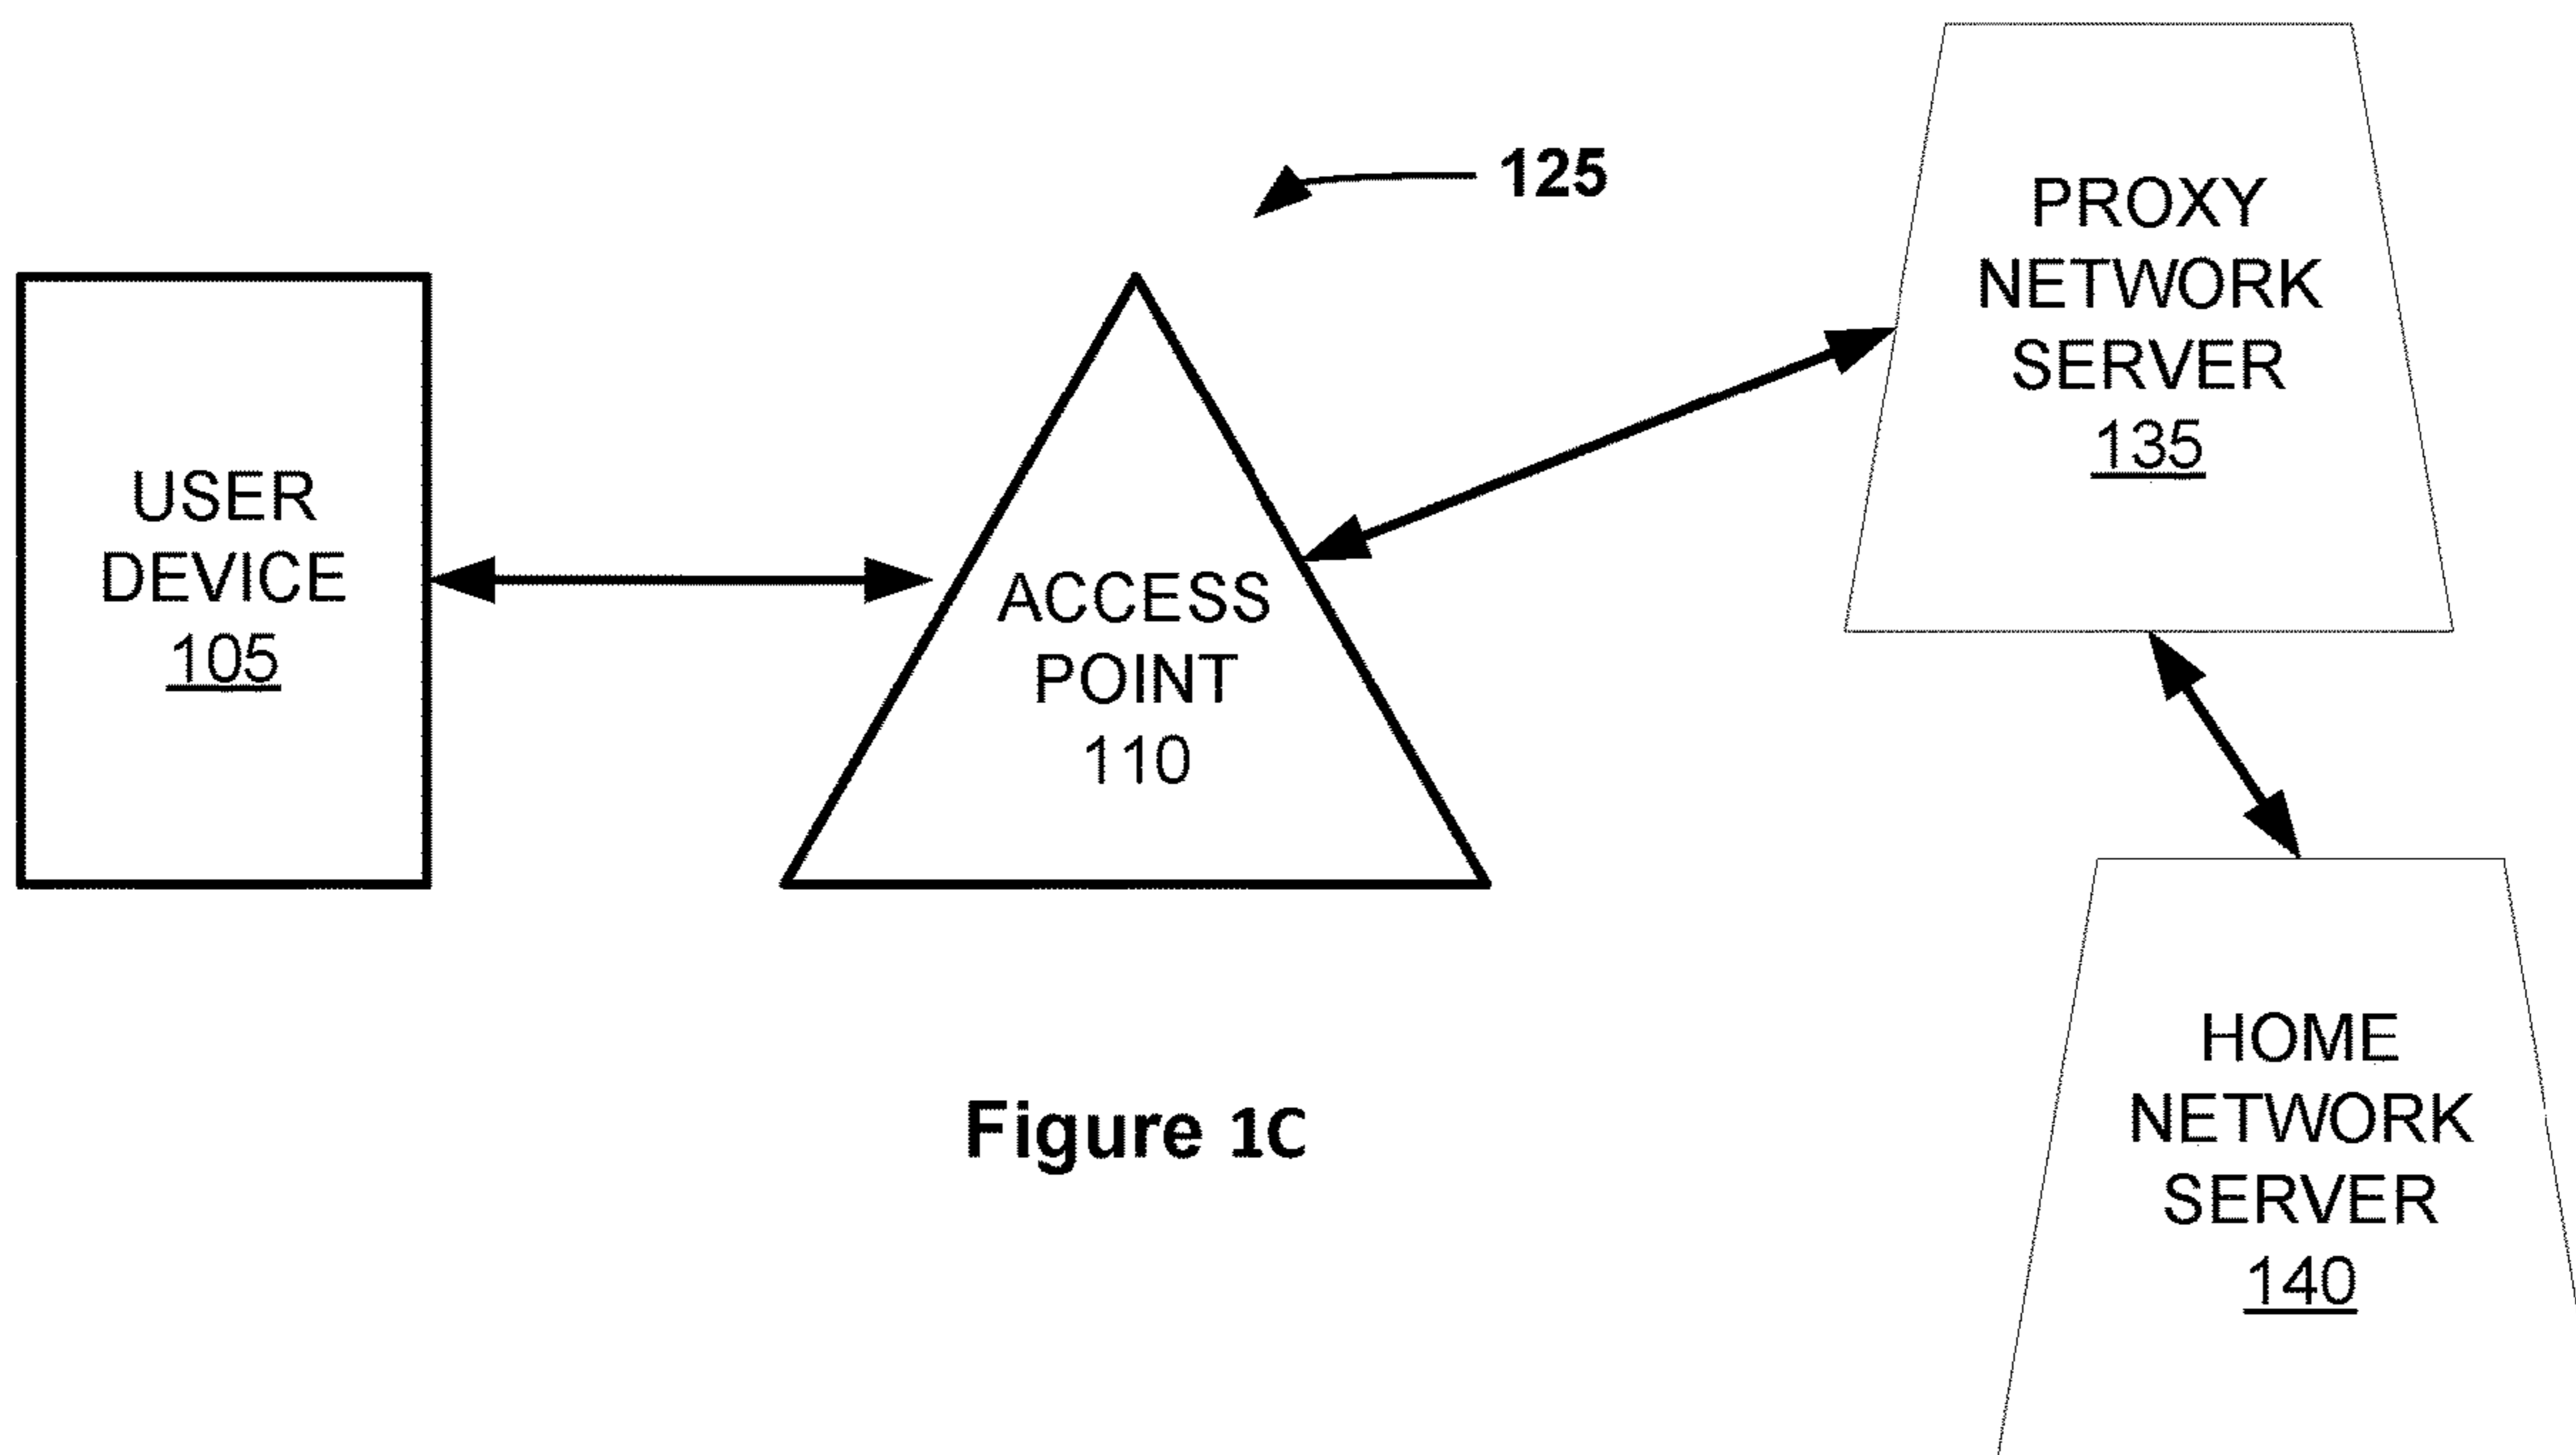 125
PROXY
NETWORK
SERVER
135
USER
DEVICE
105
ACCESS
POINT
110
HOME
NETWORK
SERVER
140
Figure 1C